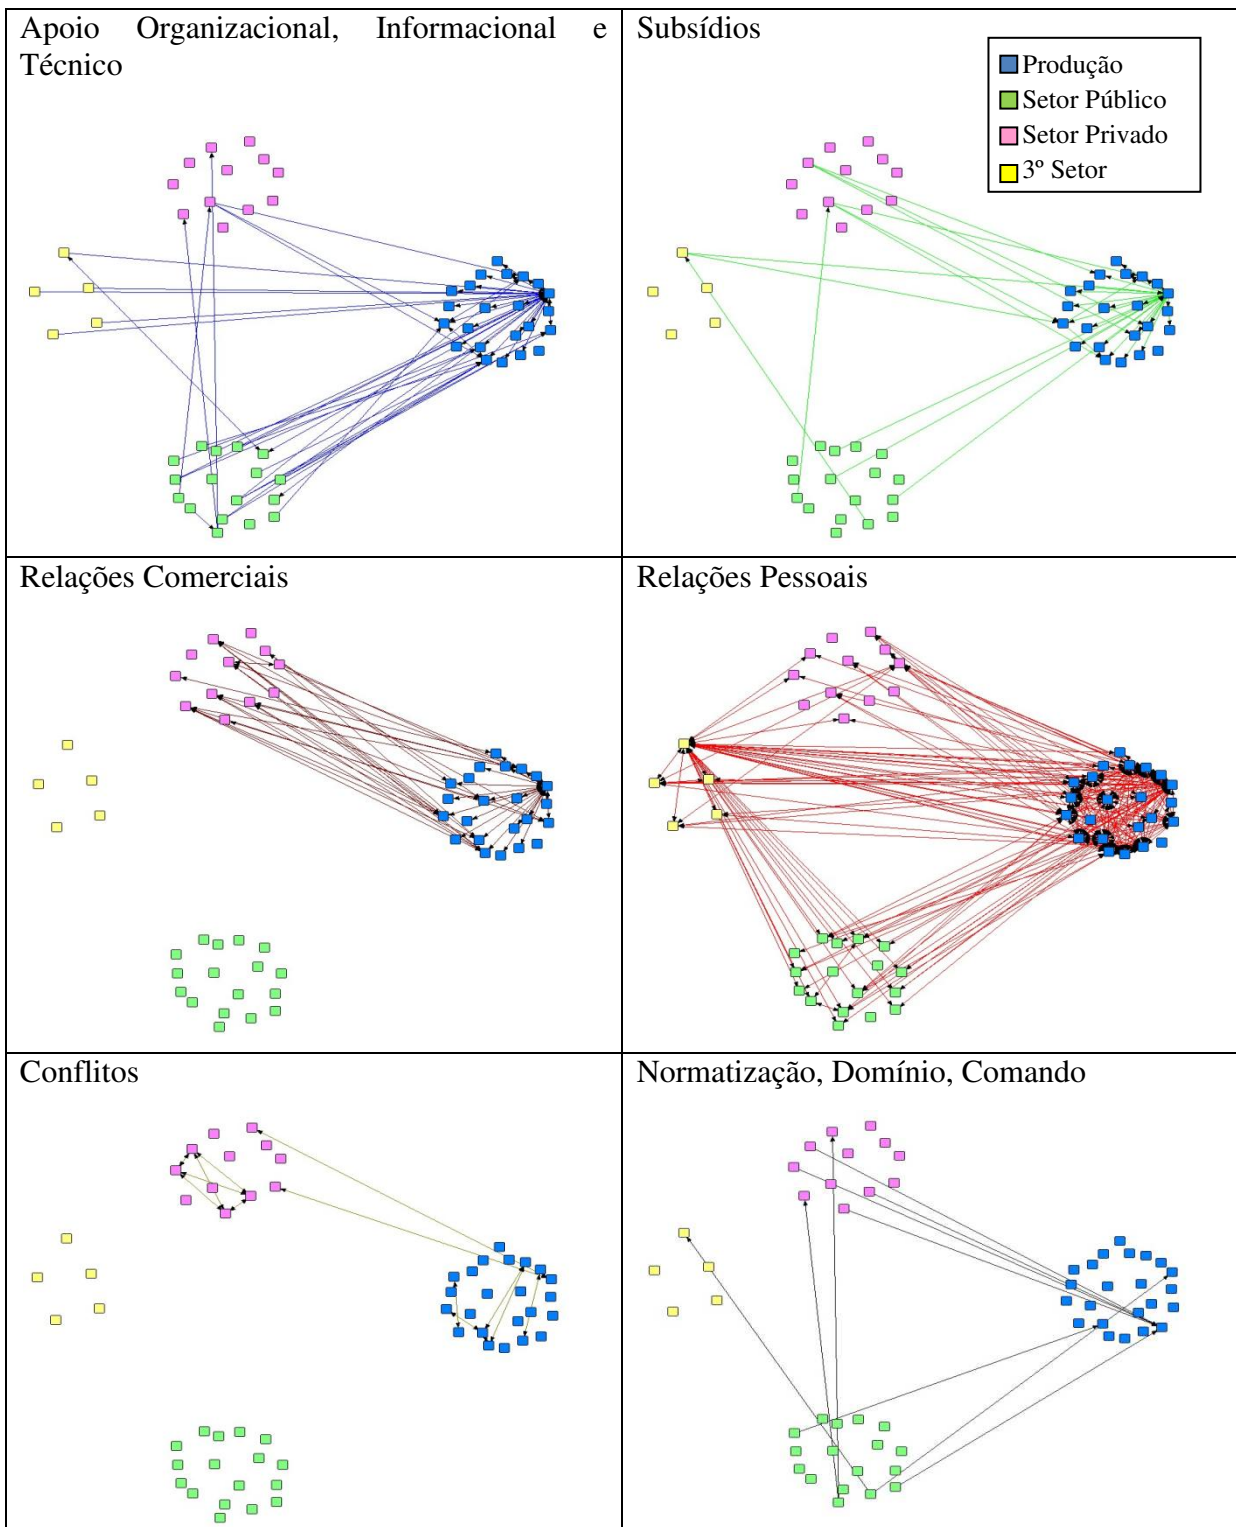 Apoio Organizacional, Informacional e
Técnico
Subsídios
Produção
Setor Público
Setor Privado
3º Setor
Relações Comerciais
Relações Pessoais
Conflitos
Normatização, Domínio, Comando